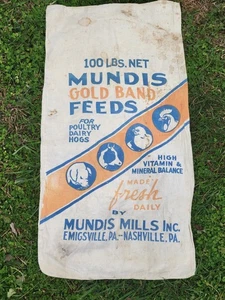 100 LBS. NET
MUNDIS
GOLD BAND
FEEDS
FOR
POULTRY
DAIRY
HOGS
HIGH
VITAMIN &
MINERAL BALANCE
MADE
fresh
DAILY
BY
MUNDIS MILLS INC.
EMIGSVILLE, PA.–NASHVILLE, PA.